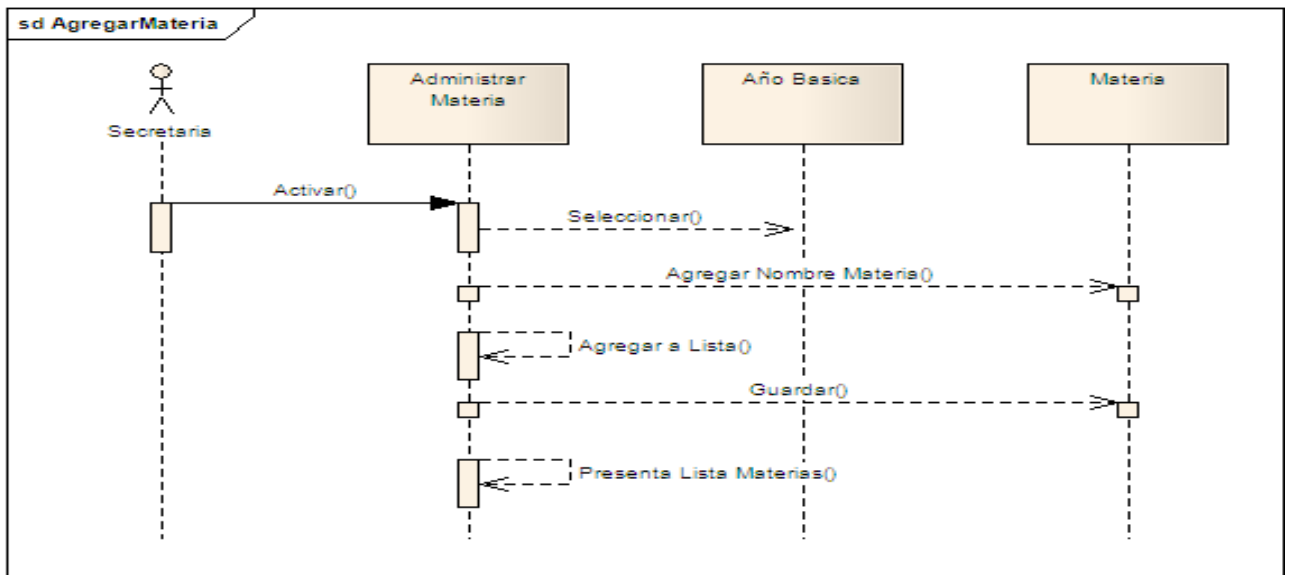 sd AgregarMateria
Secretaria
Administrar
Materia
Año Basica
Materia
Activar()
Seleccionar()
Agregar Nombre Materia()
Agregar a Lista()
Guardar()
Presenta Lista Materias()